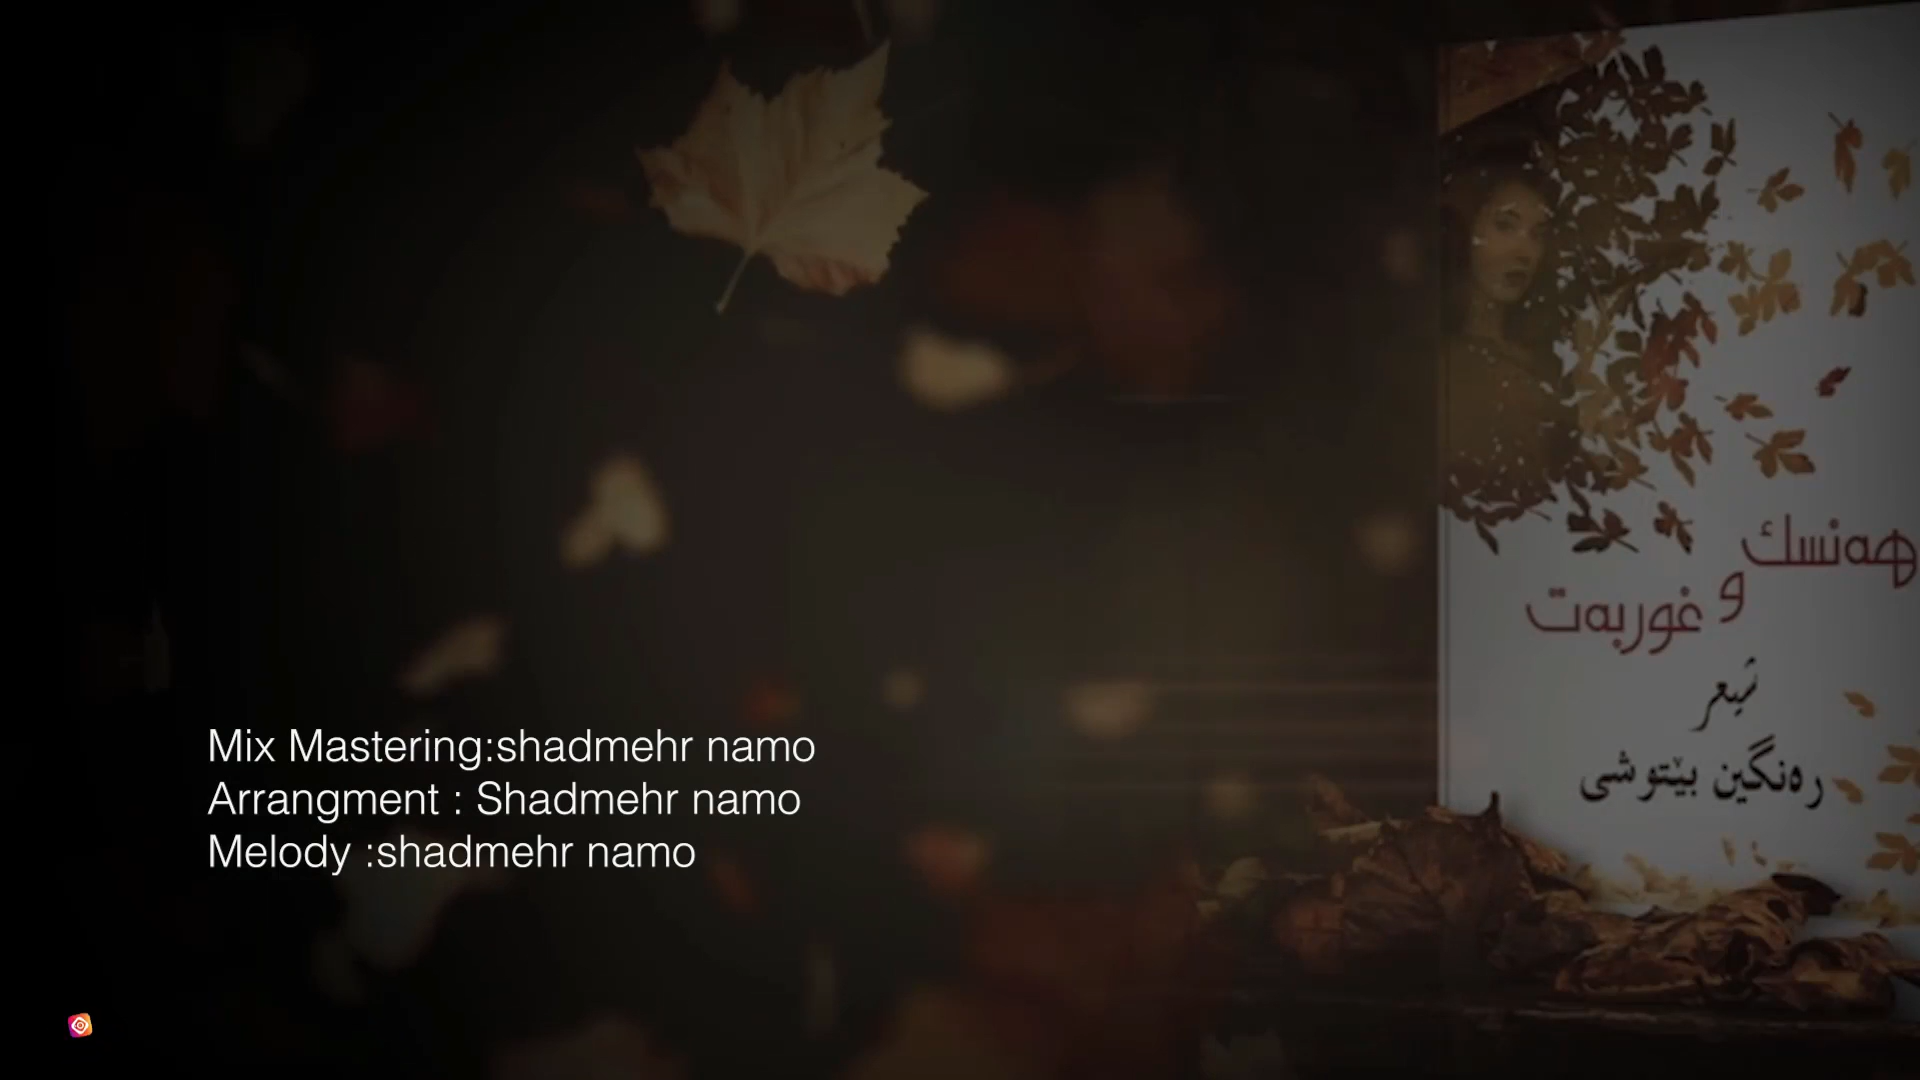 هەنسك
و
غوربەت
شیعر
ڕەنگین بێتوشی
Mix Mastering:shadmehr namo
Arrangment : Shadmehr namo
Melody :shadmehr namo